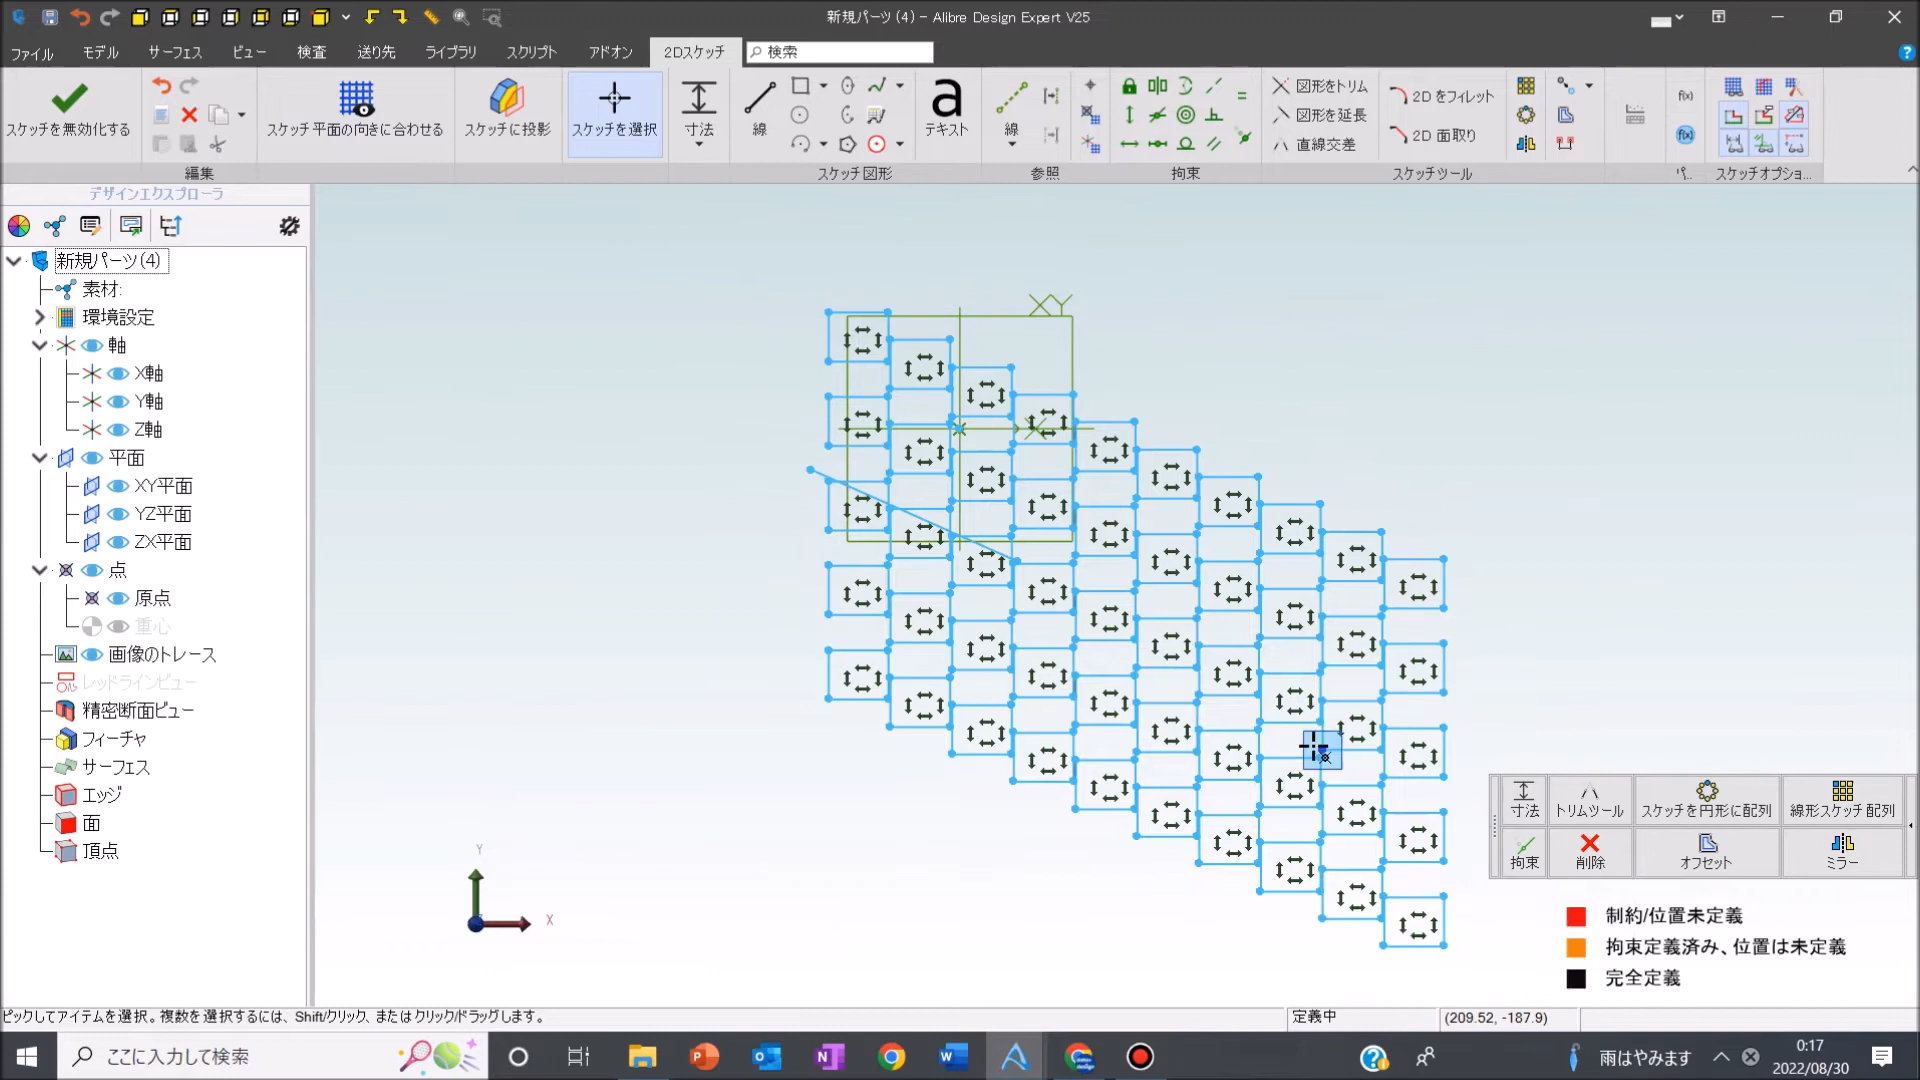 新規パーツ (4) - Alibre Design Expert V25
ファイル モデル サーフェス ビュー 検査 送り先 ライブラリ スクリプト アドオン 2Dスケッチ 検索
スケッチを無効化する
スケッチ平面の向きに合わせる
スケッチに投影
スケッチを選択
寸法
線
a
テキスト
線
図形をトリム
図形を延長
直線交差
2D をフィレット
2D 面取り
f(x)
f(x)
編集 スケッチ図形 参照 拘束 スケッチツール パ.. スケッチオプショ...
デザインエクスプローラ
新規パーツ(4)
素材:
環境設定
軸
X軸
Y軸
Z軸
平面
XY平面
YZ平面
ZX平面
点
原点
重心
画像のトレース
レッドラインビュー
精密断面ビュー
フィーチャ
サーフェス
エッジ
面
頂点
XY
X
Y
X
寸法 トリムツール スケッチを円形に配列 線形スケッチ配列
拘束 削除 オフセット ミラー
制約/位置未定義
拘束定義済み、位置は未定義
完全定義
ピックしてアイテムを選択。複数を選択するには、Shift/クリック、またはクリック/ドラッグします。 定義中 (209.52, -187.9)
ここに入力して検索
雨はやみます
0:17
2022/08/30